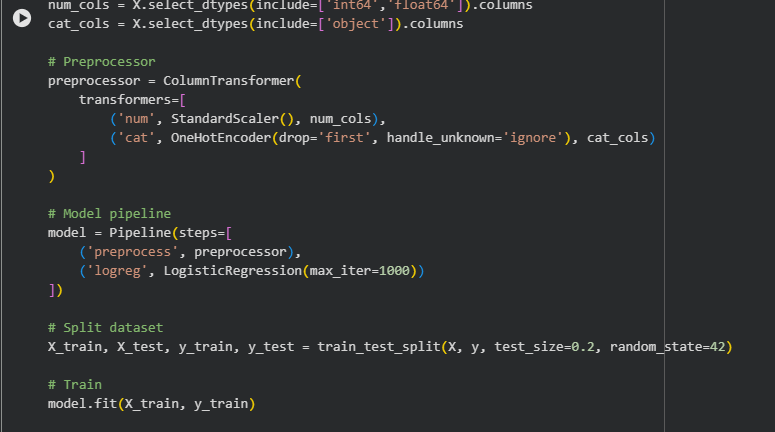 num_cols = X.select_dtypes(include=['int64','float64']).columns
cat_cols = X.select_dtypes(include=['object']).columns
# Preprocessor
preprocessor = ColumnTransformer(
    transformers=[
        ('num', StandardScaler(), num_cols),
        ('cat', OneHotEncoder(drop='first', handle_unknown='ignore'), cat_cols)
    ]
)
# Model pipeline
model = Pipeline(steps=[
    ('preprocess', preprocessor),
    ('logreg', LogisticRegression(max_iter=1000))
])
# Split dataset
X_train, X_test, y_train, y_test = train_test_split(X, y, test_size=0.2, random_state=42)
# Train
model.fit(X_train, y_train)